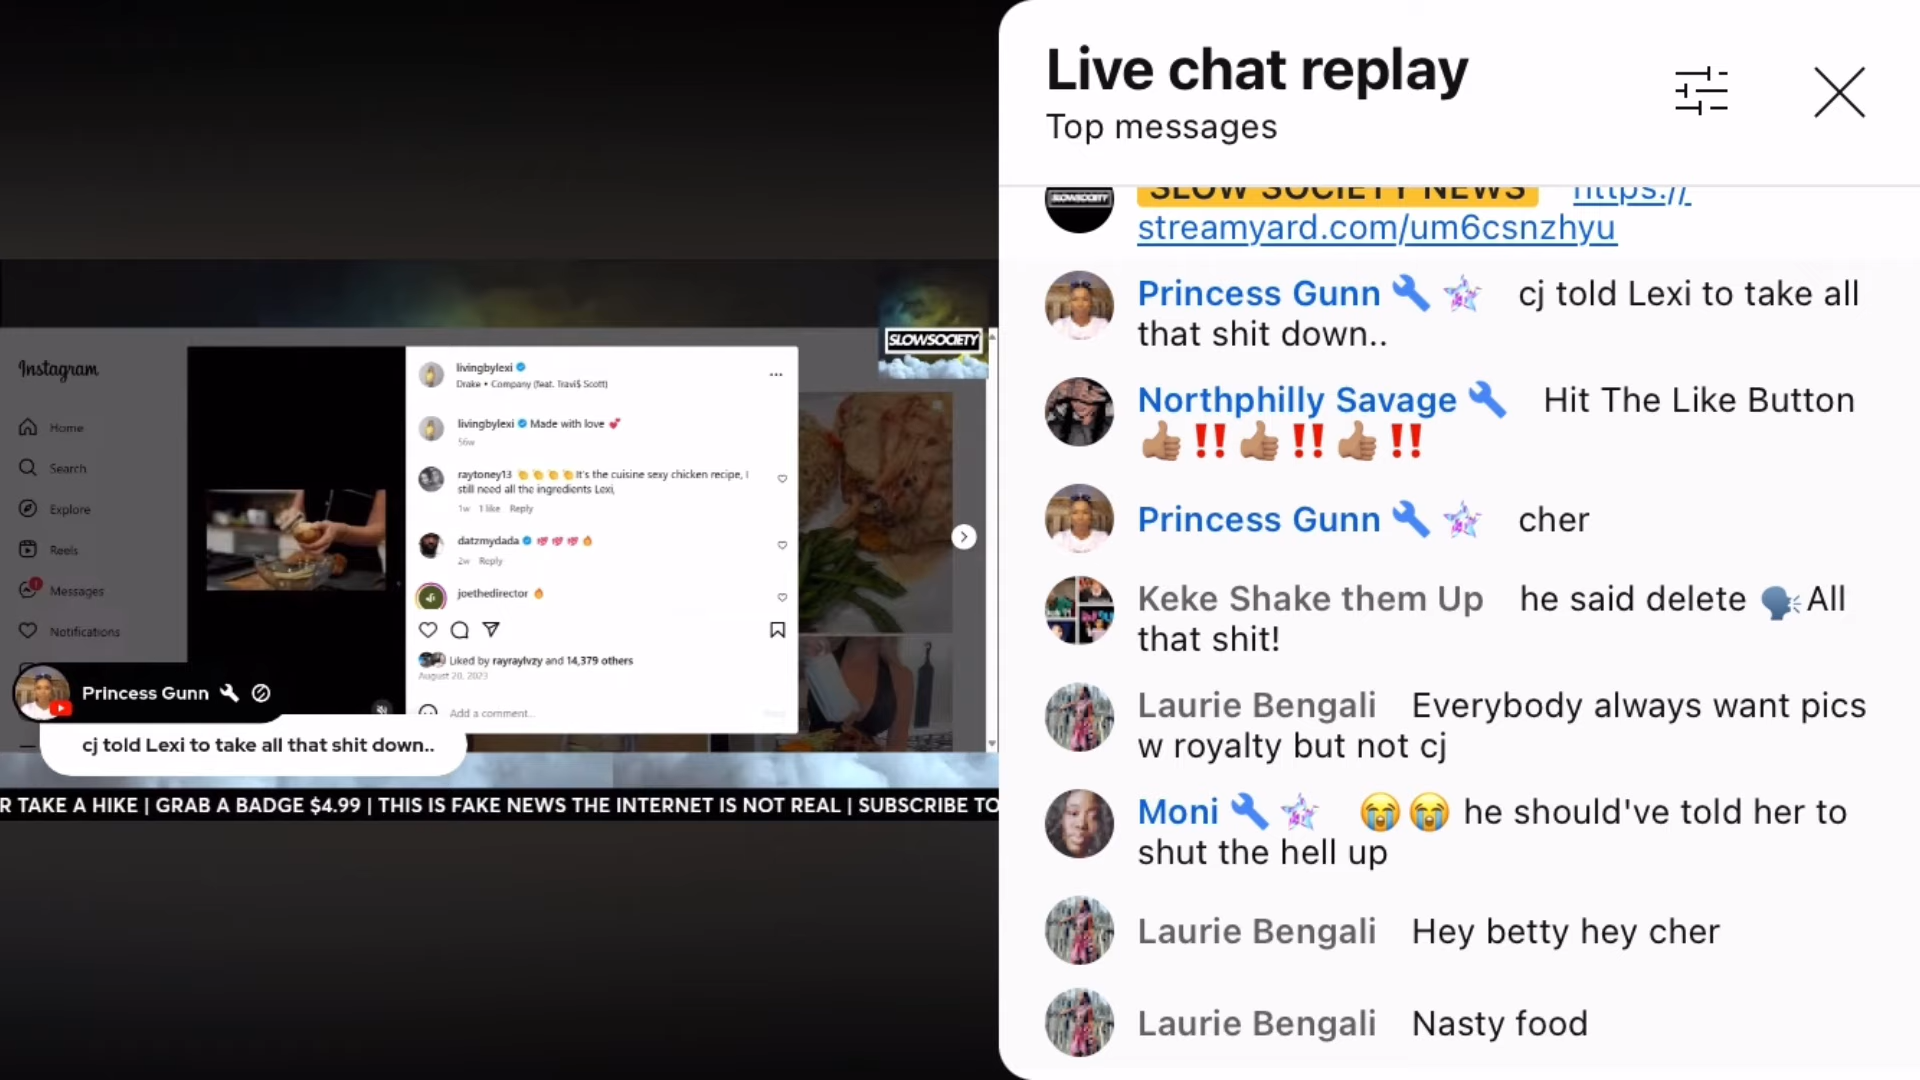 Instagram
Home
Search
Explore
Reels
Messages
Notifications
livingbylexi
Drake • Company (feat. Travi$ Scott)
livingbylexi Made with love 💕
56w
raytoney13 👏👏👏👏It's the cuisine sexy chicken recipe, I
still need all the ingredients Lexi,
1w 1 like Reply
datzmydada 💯💯💯🔥
2w Reply
joethedirector 🔥
Liked by rayraylvzy and 14,379 others
August 20, 2023
Add a comment...
SLOWSOCIETY
Princess Gunn
cj told Lexi to take all that shit down..
R TAKE A HIKE | GRAB A BADGE $4.99 | THIS IS FAKE NEWS THE INTERNET IS NOT REAL | SUBSCRIBE TO
Live chat replay
Top messages
SLOWSOCIETY
SLOW SOCIETY NEWS https://
streamyard.com/um6csnzhyu
Princess Gunn cj told Lexi to take all
that shit down..
Northphilly Savage Hit The Like Button
👍🏽‼️👍🏽‼️👍🏽‼️
Princess Gunn cher
Keke Shake them Up he said delete 🗣️All
that shit!
Laurie Bengali Everybody always want pics
w royalty but not cj
Moni 😭😭 he should've told her to
shut the hell up
Laurie Bengali Hey betty hey cher
Laurie Bengali Nasty food